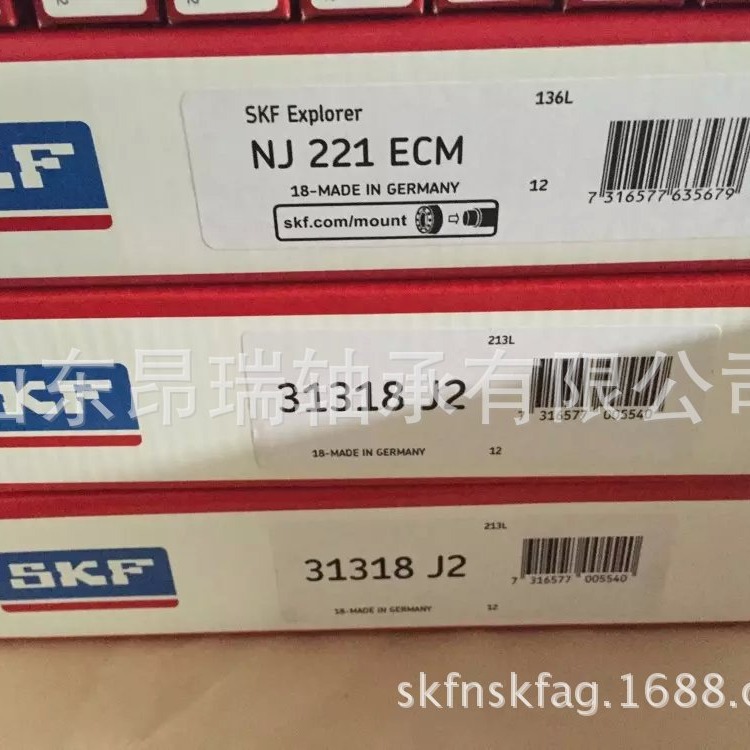 SKF Explorer
136L
NJ 221 ECM
18-MADE IN GERMANY
12
7 316577 635679
skf.com/mount
213L
SKF
31318 J2
7 316577 005540
18-MADE IN GERMANY
12
东昂瑞轴承有限公司
213L
SKF
31318 J2
7 316577 005540
18-MADE IN GERMANY
12
skfnskfag.1688.c